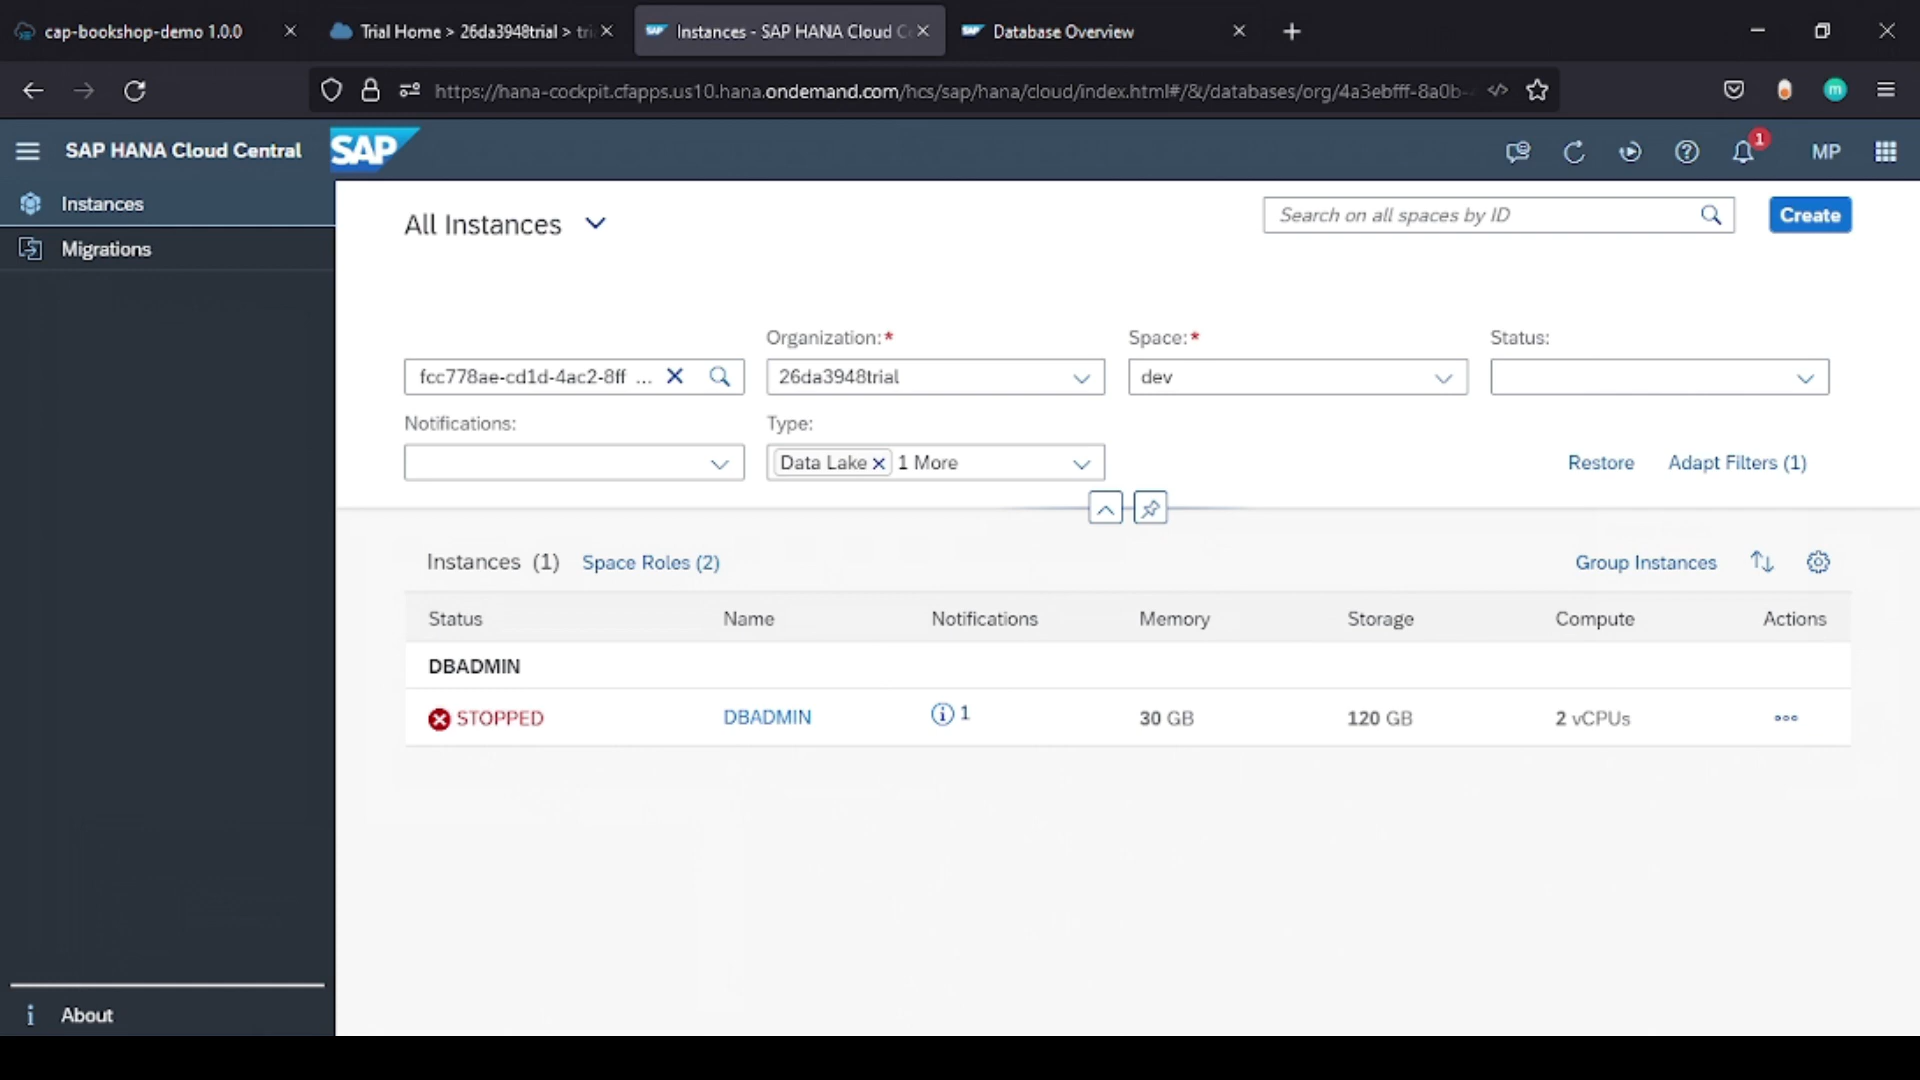 cap-bookshop-demo 1.0.0
Trial Home > 26da3948trial > tri
Instances - SAP HANA Cloud C
Database Overview
https://hana-cockpit.cfapps.us10.hana.ondemand.com/hcs/sap/hana/cloud/index.html#/&/databases/org/4a3ebfff-8a0b-
m
SAP HANA Cloud Central
SAP
1
MP
Instances
Migrations
All Instances
Search on all spaces by ID
Create
Organization:*
Space:*
Status:
fcc778ae-cd1d-4ac2-8ff ...
26da3948trial
dev
Notifications:
Type:
Data Lake 1 More
Restore
Adapt Filters (1)
Instances (1)
Space Roles (2)
Group Instances
Status Name Notifications Memory Storage Compute Actions
DBADMIN
STOPPED DBADMIN 1 30 GB 120 GB 2 vCPUs
About